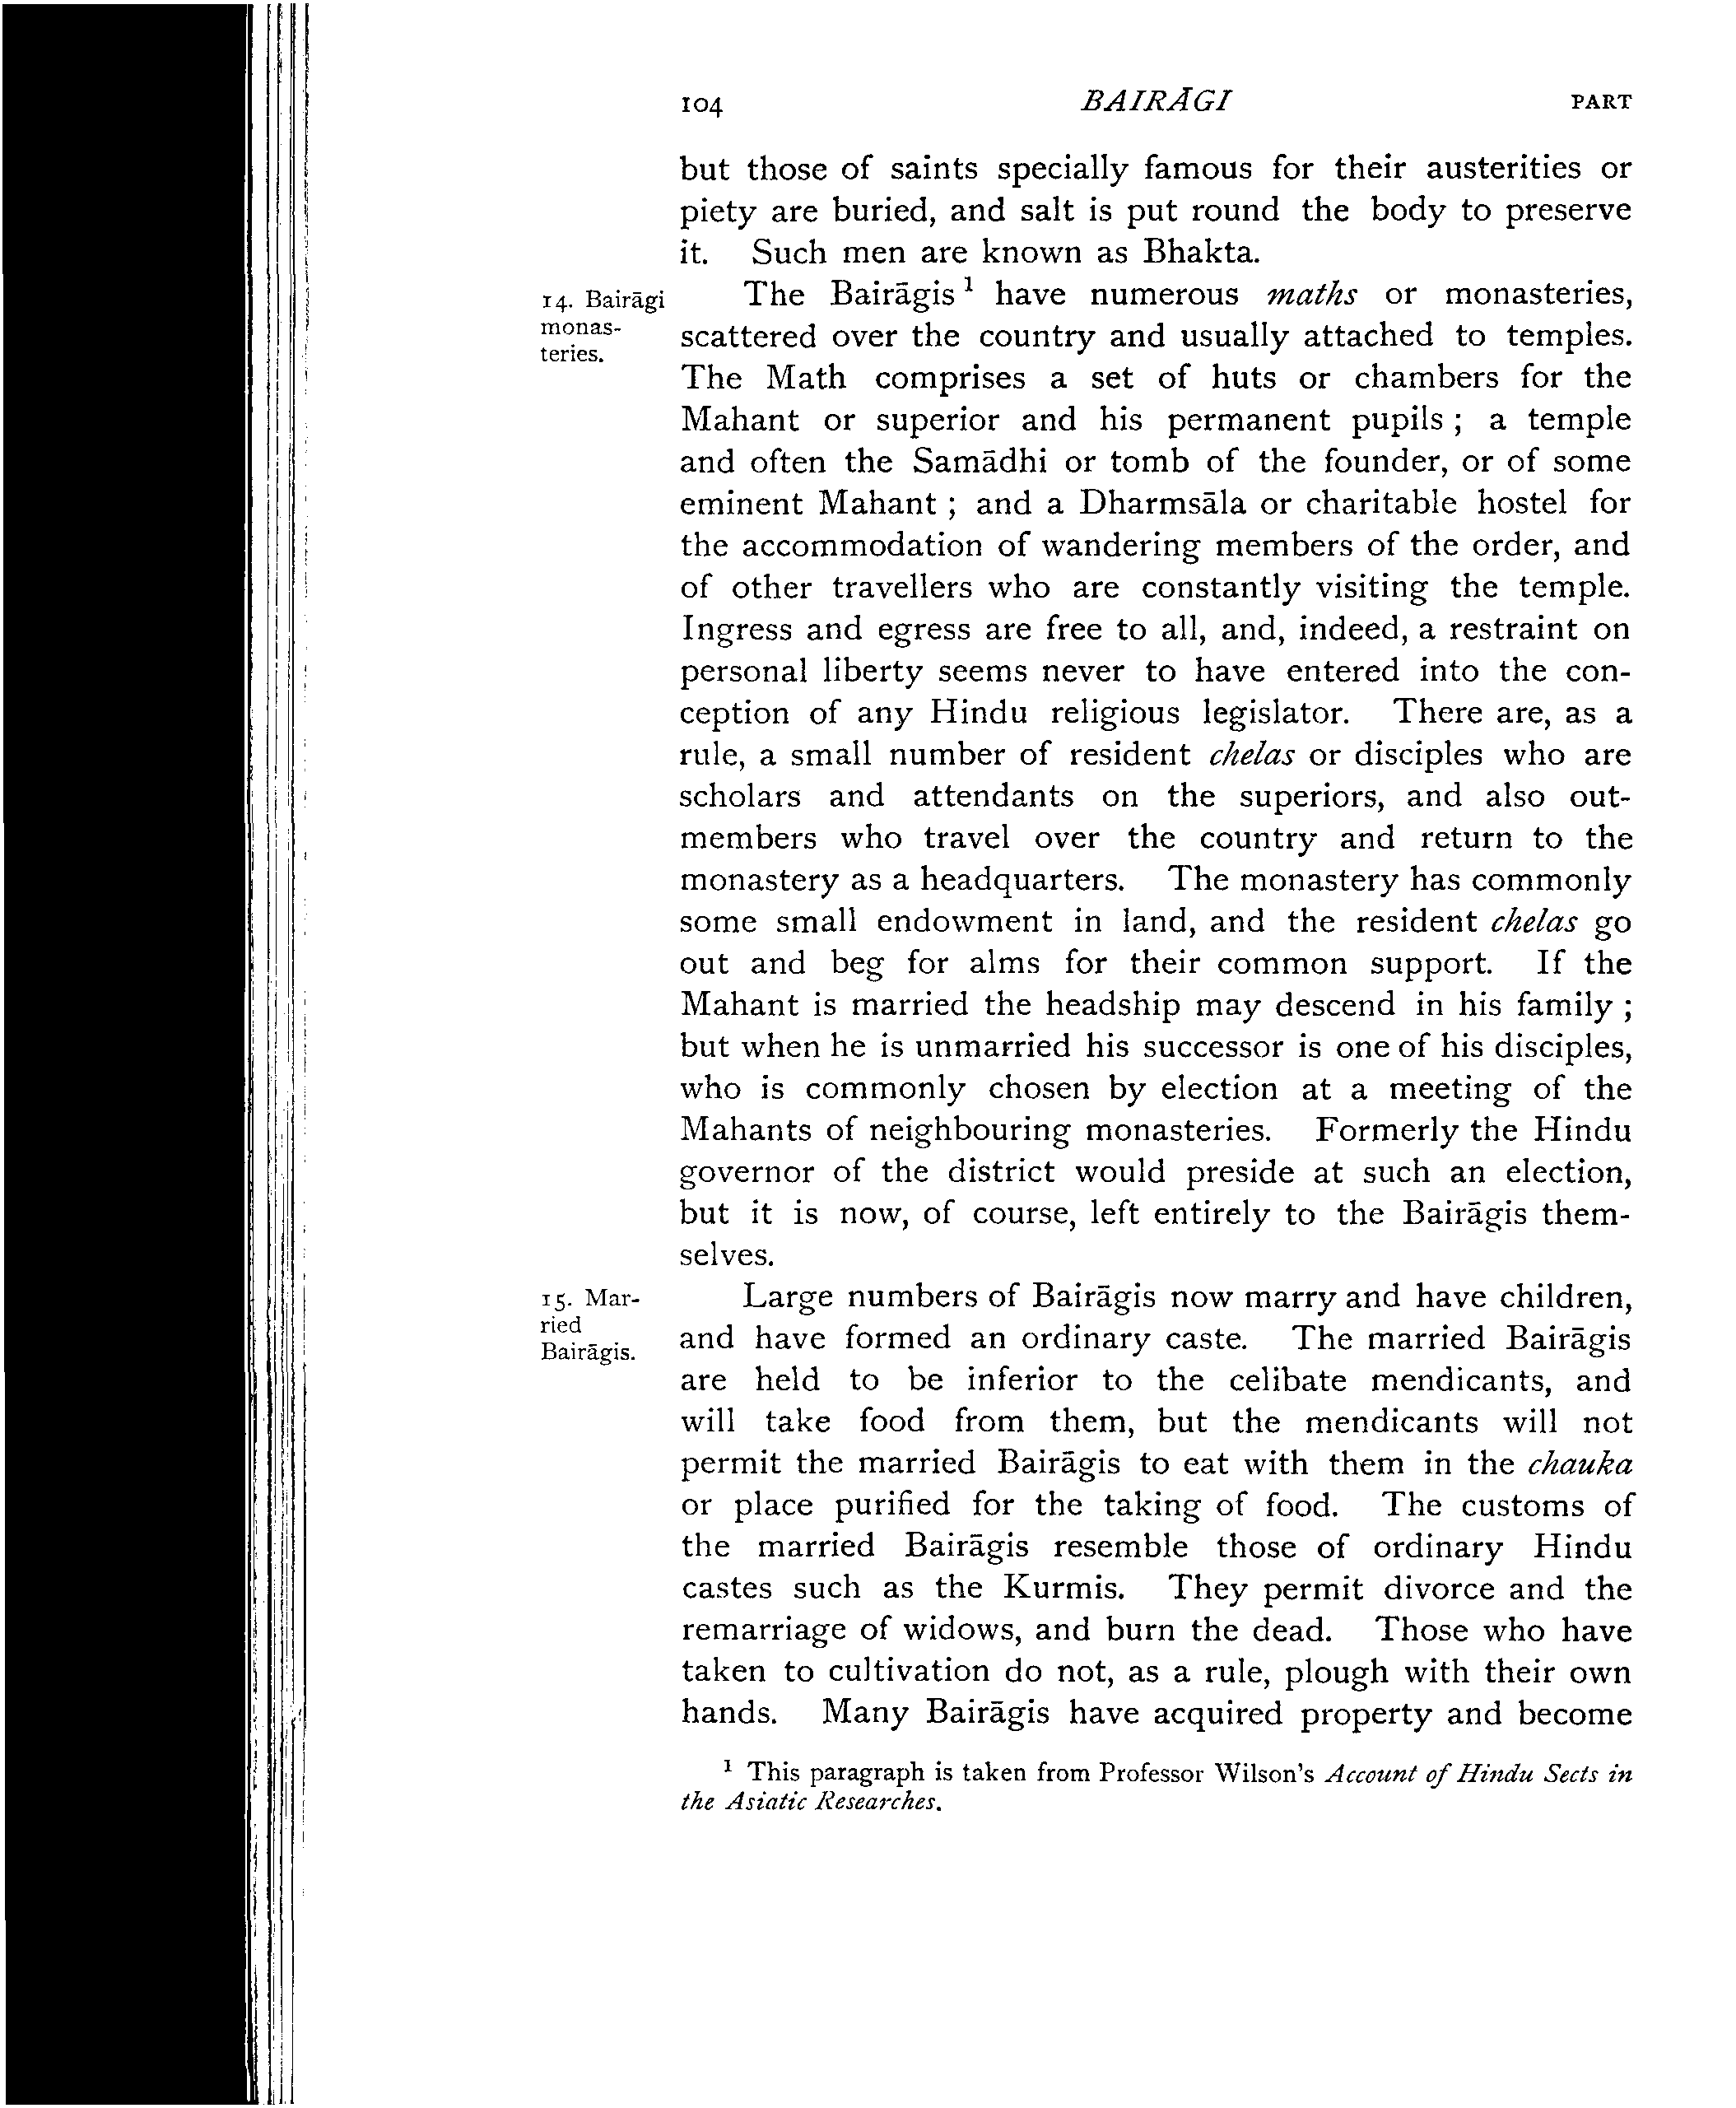 104 BAIRĀGI PART
but those of saints specially famous for their austerities or
piety are buried, and salt is put round the body to preserve
it. Such men are known as Bhakta.
14. Bairāgi
monas-
teries.
The Bairāgis ¹ have numerous maths or monasteries,
scattered over the country and usually attached to temples.
The Math comprises a set of huts or chambers for the
Mahant or superior and his permanent pupils ; a temple
and often the Samādhi or tomb of the founder, or of some
eminent Mahant ; and a Dharmsāla or charitable hostel for
the accommodation of wandering members of the order, and
of other travellers who are constantly visiting the temple.
Ingress and egress are free to all, and, indeed, a restraint on
personal liberty seems never to have entered into the con-
ception of any Hindu religious legislator. There are, as a
rule, a small number of resident chelas or disciples who are
scholars and attendants on the superiors, and also out-
members who travel over the country and return to the
monastery as a headquarters. The monastery has commonly
some small endowment in land, and the resident chelas go
out and beg for alms for their common support. If the
Mahant is married the headship may descend in his family ;
but when he is unmarried his successor is one of his disciples,
who is commonly chosen by election at a meeting of the
Mahants of neighbouring monasteries. Formerly the Hindu
governor of the district would preside at such an election,
but it is now, of course, left entirely to the Bairāgis them-
selves.
15. Mar-
ried
Bairāgis.
Large numbers of Bairāgis now marry and have children,
and have formed an ordinary caste. The married Bairāgis
are held to be inferior to the celibate mendicants, and
will take food from them, but the mendicants will not
permit the married Bairāgis to eat with them in the chauka
or place purified for the taking of food. The customs of
the married Bairāgis resemble those of ordinary Hindu
castes such as the Kurmis. They permit divorce and the
remarriage of widows, and burn the dead. Those who have
taken to cultivation do not, as a rule, plough with their own
hands. Many Bairāgis have acquired property and become
¹ This paragraph is taken from Professor Wilson's Account of Hindu Sects in
the Asiatic Researches.